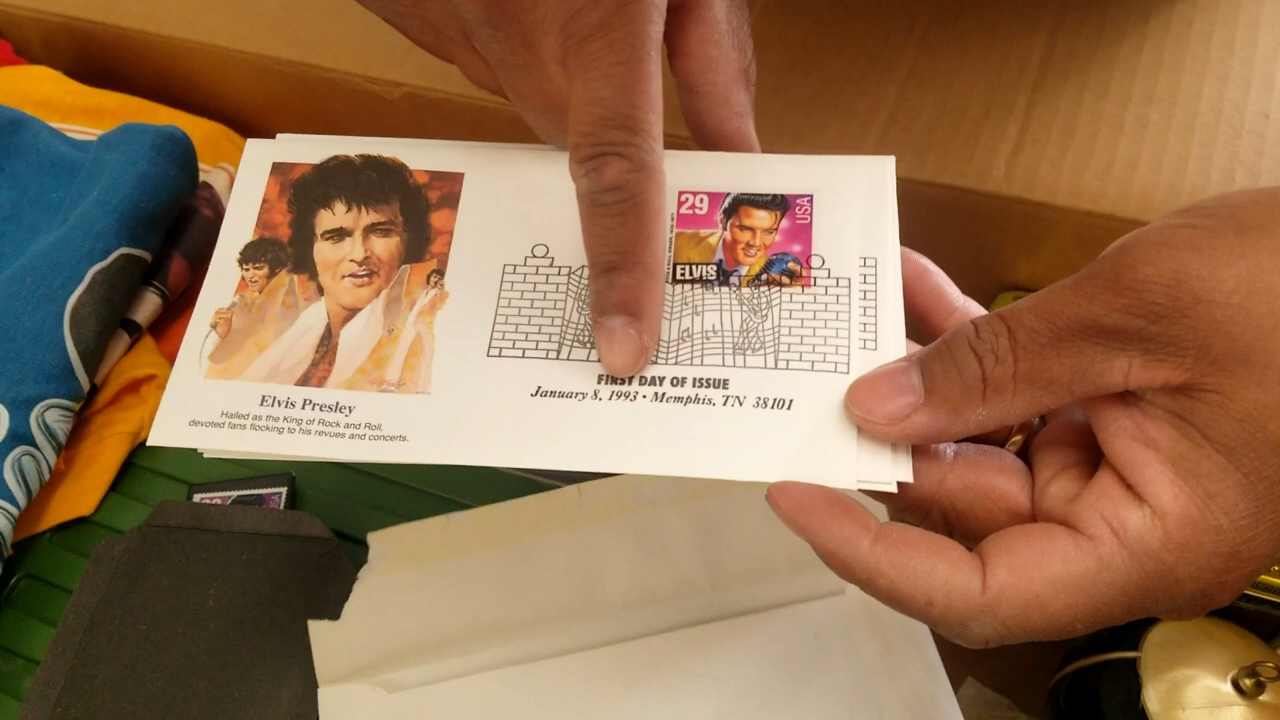 29
USA
ELVIS
FIRST DAY OF ISSUE
January 8, 1993 • Memphis, TN 38101
Elvis Presley
Hailed as the King of Rock and Roll,
devoted fans flocking to his revues and concerts.